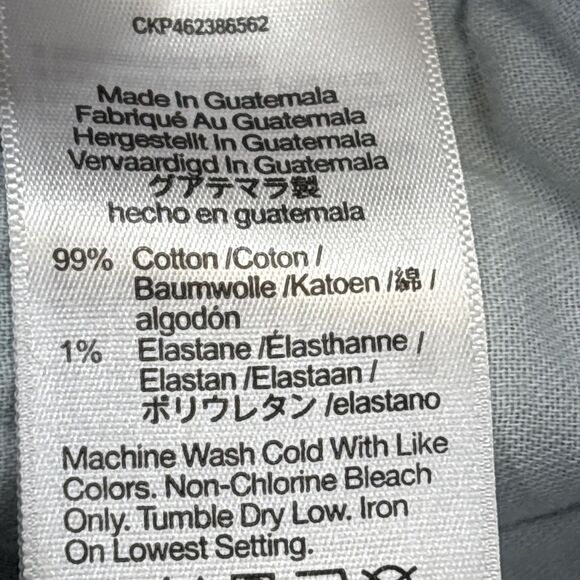 CKP462386562
Made In Guatemala
Fabriqué Au Guatemala
Hergestellt In Guatemala
Vervaardigd In Guatemala
グアテマラ製
hecho en guatemala
99% Cotton /Coton /
Baumwolle /Katoen /綿 /
algodón
1% Elastane /Élasthanne /
Elastan /Elastaan /
ポリウレタン /elastano
Machine Wash Cold With Like
Colors. Non-Chlorine Bleach
Only. Tumble Dry Low. Iron
On Lowest Setting.